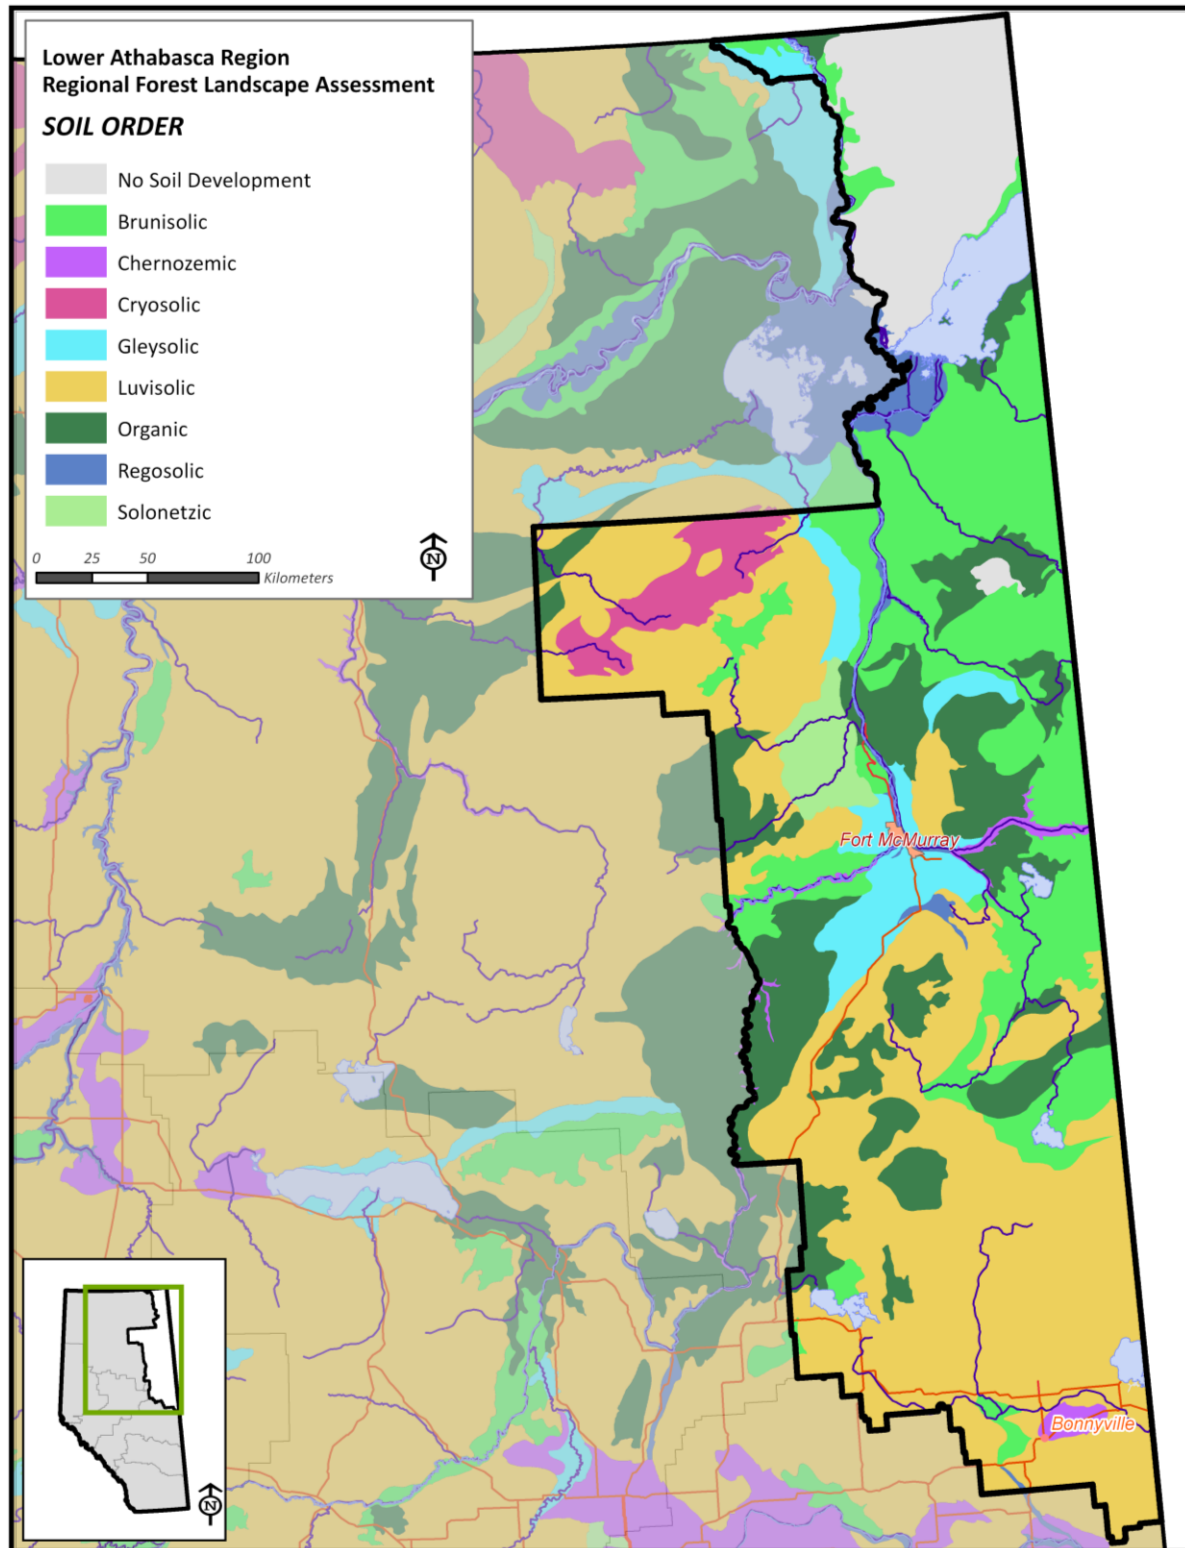 Lower Athabasca Region
Regional Forest Landscape Assessment
SOIL ORDER
No Soil Development
Brunisolic
Chernozemic
Cryosolic
Gleysolic
Luvisolic
Organic
Regosolic
Solonetzic
0 25 50 100
Kilometers
N
Fort McMurray
Bonnyville
N